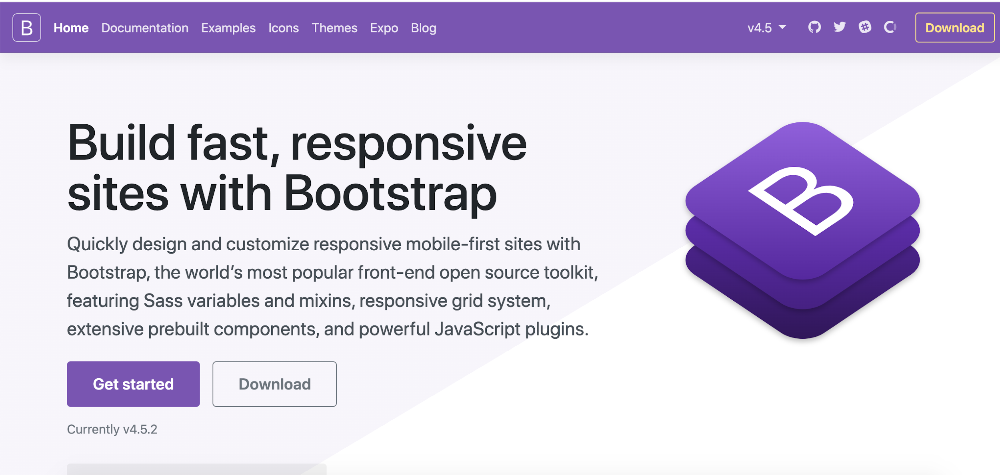 B Home Documentation Examples Icons Themes Expo Blog v4.5 Download
Build fast, responsive
sites with Bootstrap
Quickly design and customize responsive mobile-first sites with
Bootstrap, the world's most popular front-end open source toolkit,
featuring Sass variables and mixins, responsive grid system,
extensive prebuilt components, and powerful JavaScript plugins.
B
Get started Download
Currently v4.5.2